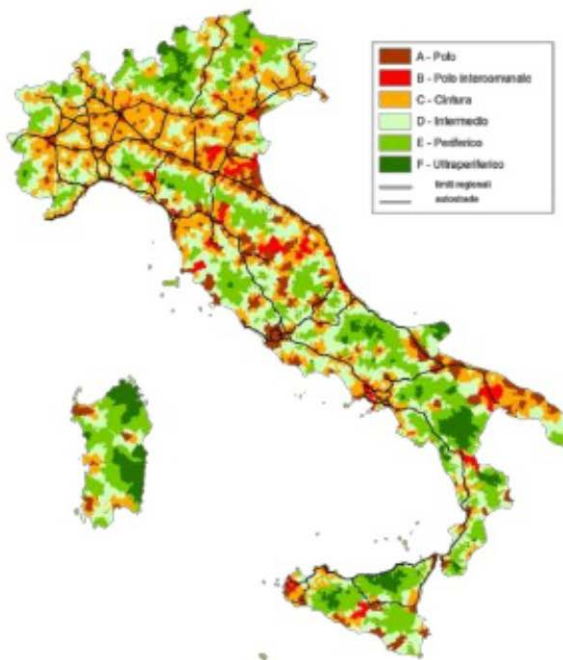 A - Polo
B - Polo intercomunale
C - Cintura
D - Intermedio
E - Periferico
F - Ultraperiferico
limiti regionali
autostrade